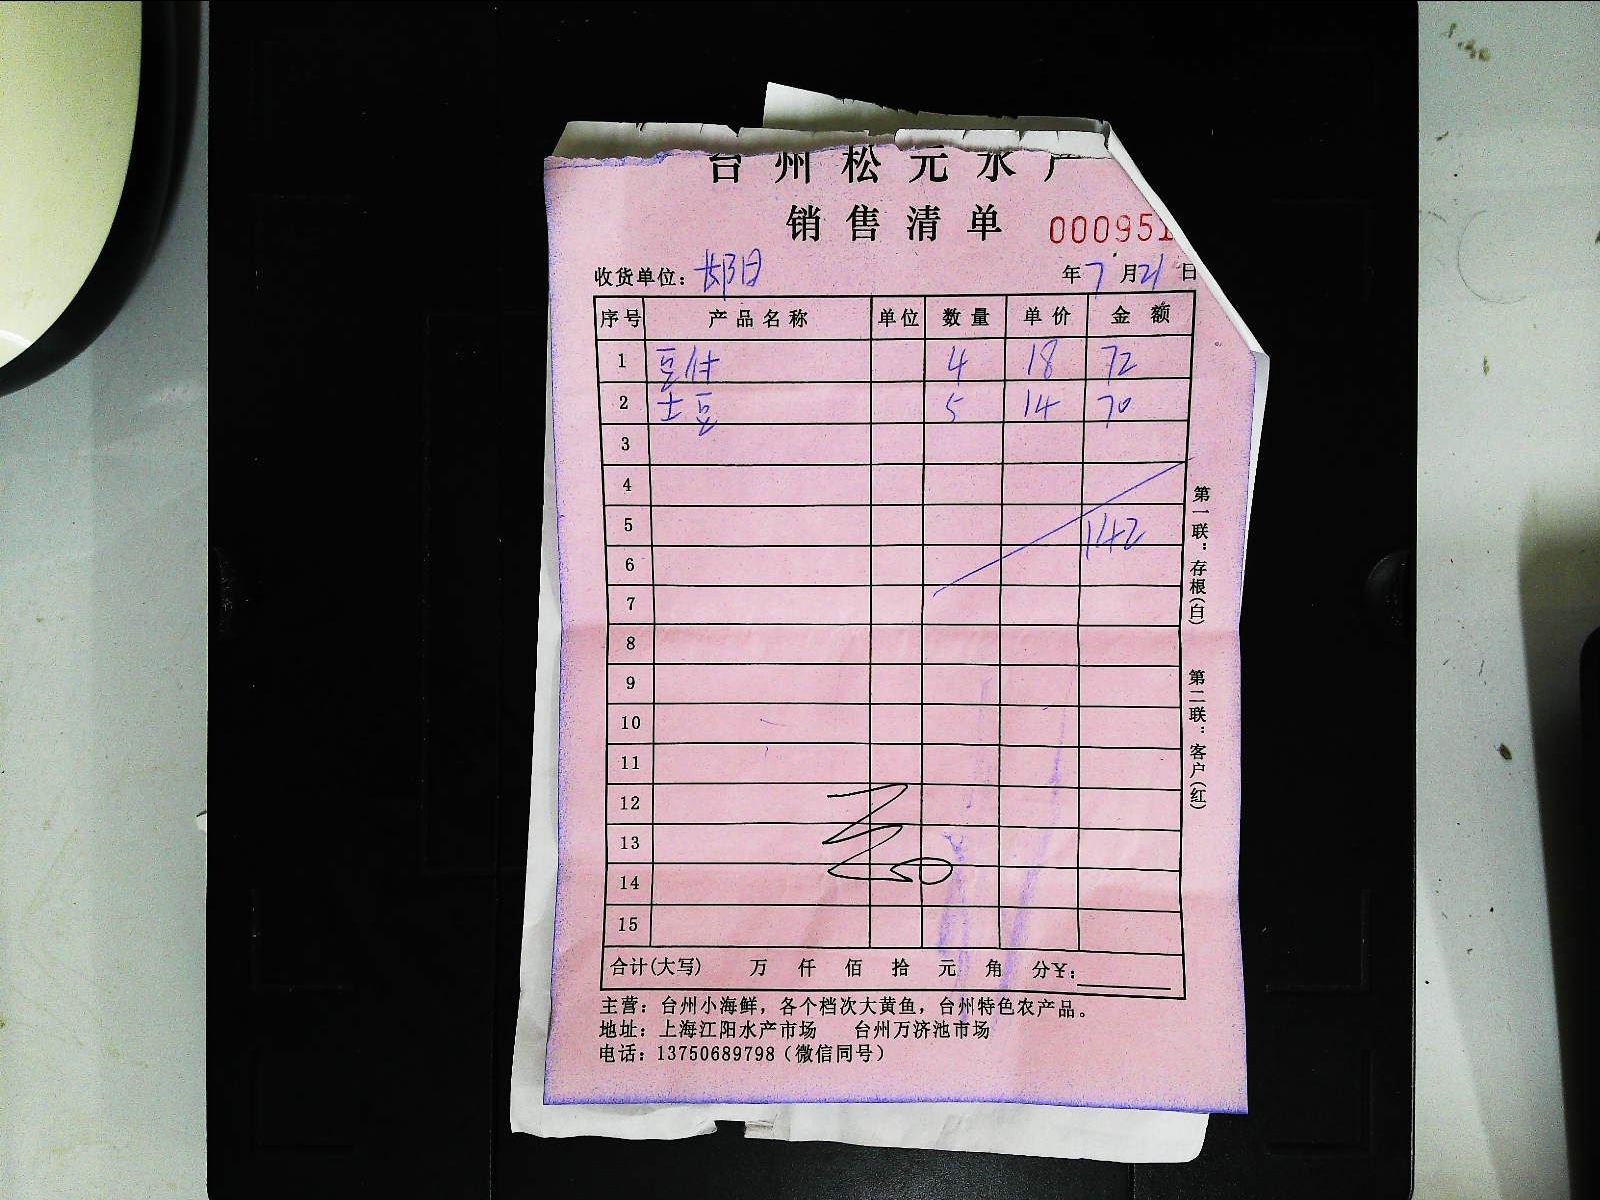 台州松元水产
销售清单 000951
收货单位: 年7月21日
序号 产品名称 单位 数量 单价 金额
1 豆付 4 18 72
2 土豆 5 14 70
3
4
5 142
6
7
8
9
10
11
12
13
14
15
合计(大写) 万 仟 佰 拾 元 角 分¥:
第一联:存根(白) 第二联:客户(红)
主营:台州小海鲜,各个档次大黄鱼,台州特色农产品。
地址:上海江阳水产市场 台州万济池市场
电话:13750689798(微信同号)